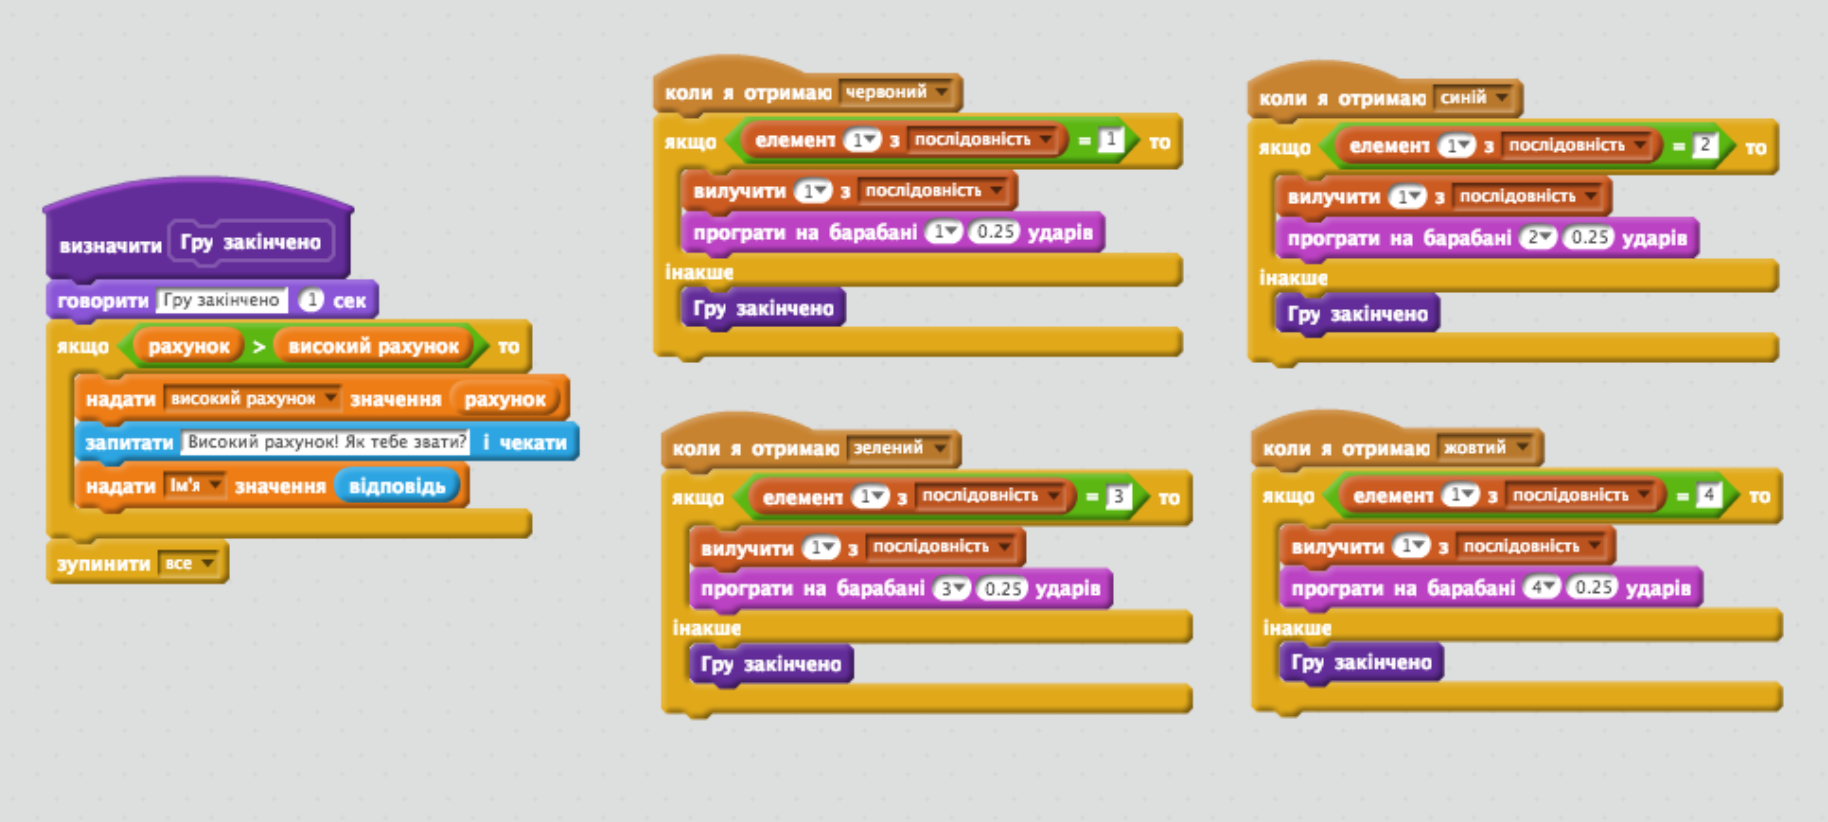 визначити Гру закінчено
говорити Гру закінчено 1 сек
якщо рахунок > високий рахунок то
надати високий рахунок значення рахунок
запитати Високий рахунок! Як тебе звати? і чекати
надати Ім'я значення відповідь
зупинити все
коли я отримаю червоний
якщо елемент 1 з послідовність = 1 то
вилучити 1 з послідовність
програти на барабані 1 0.25 ударів
інакше
Гру закінчено
коли я отримаю синій
якщо елемент 1 з послідовність = 2 то
вилучити 1 з послідовність
програти на барабані 2 0.25 ударів
інакше
Гру закінчено
коли я отримаю зелений
якщо елемент 1 з послідовність = 3 то
вилучити 1 з послідовність
програти на барабані 3 0.25 ударів
інакше
Гру закінчено
коли я отримаю жовтий
якщо елемент 1 з послідовність = 4 то
вилучити 1 з послідовність
програти на барабані 4 0.25 ударів
інакше
Гру закінчено